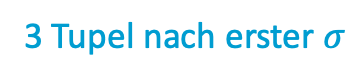 3 Tupel nach erster σ